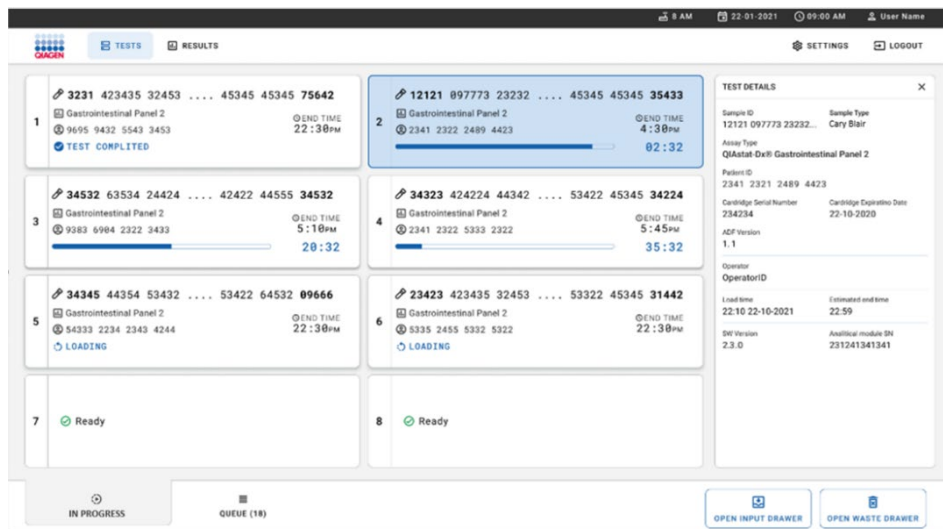 8 AM 22-01-2021 09:00 AM User Name
QIAGEN TESTS RESULTS SETTINGS LOGOUT
1
3231 423435 32453 .... 45345 45345 75642
Gastrointestinal Panel 2
9695 9432 5543 3453
TEST COMPLITED
END TIME
22:30PM
2
12121 097773 23232 .... 45345 45345 35433
Gastrointestinal Panel 2
2341 2322 2489 4423
END TIME
4:30PM
02:32
3
34532 63534 24424 .... 42422 44555 34532
Gastrointestinal Panel 2
9383 6904 2322 3433
END TIME
5:10PM
20:32
4
34323 424224 44342 .... 53422 45345 34224
Gastrointestinal Panel 2
2341 2322 5333 2322
END TIME
5:45PM
35:32
5
34345 44354 53432 .... 53422 64532 09666
Gastrointestinal Panel 2
54333 2234 2343 4244
LOADING
END TIME
22:30PM
6
23423 423435 32453 .... 53322 45345 31442
Gastrointestinal Panel 2
5335 2455 5332 5322
LOADING
END TIME
22:30PM
7
Ready
8
Ready
TEST DETAILS
Sample ID Sample Type
12121 097773 23232... Cary Blair
Assay Type
QIAstat-Dx® Gastrointestinal Panel 2
Patient ID
2341 2321 2489 4423
Cardridge Serial Number Cardridge Expiratino Date
234234 22-10-2020
ADF Version
1.1
Operator
OperatorID
Load time Estimated end time
22:10 22-10-2021 22:59
SW Version Analitical module SN
2.3.0 231241341341
IN PROGRESS
QUEUE (18)
OPEN INPUT DRAWER
OPEN WASTE DRAWER